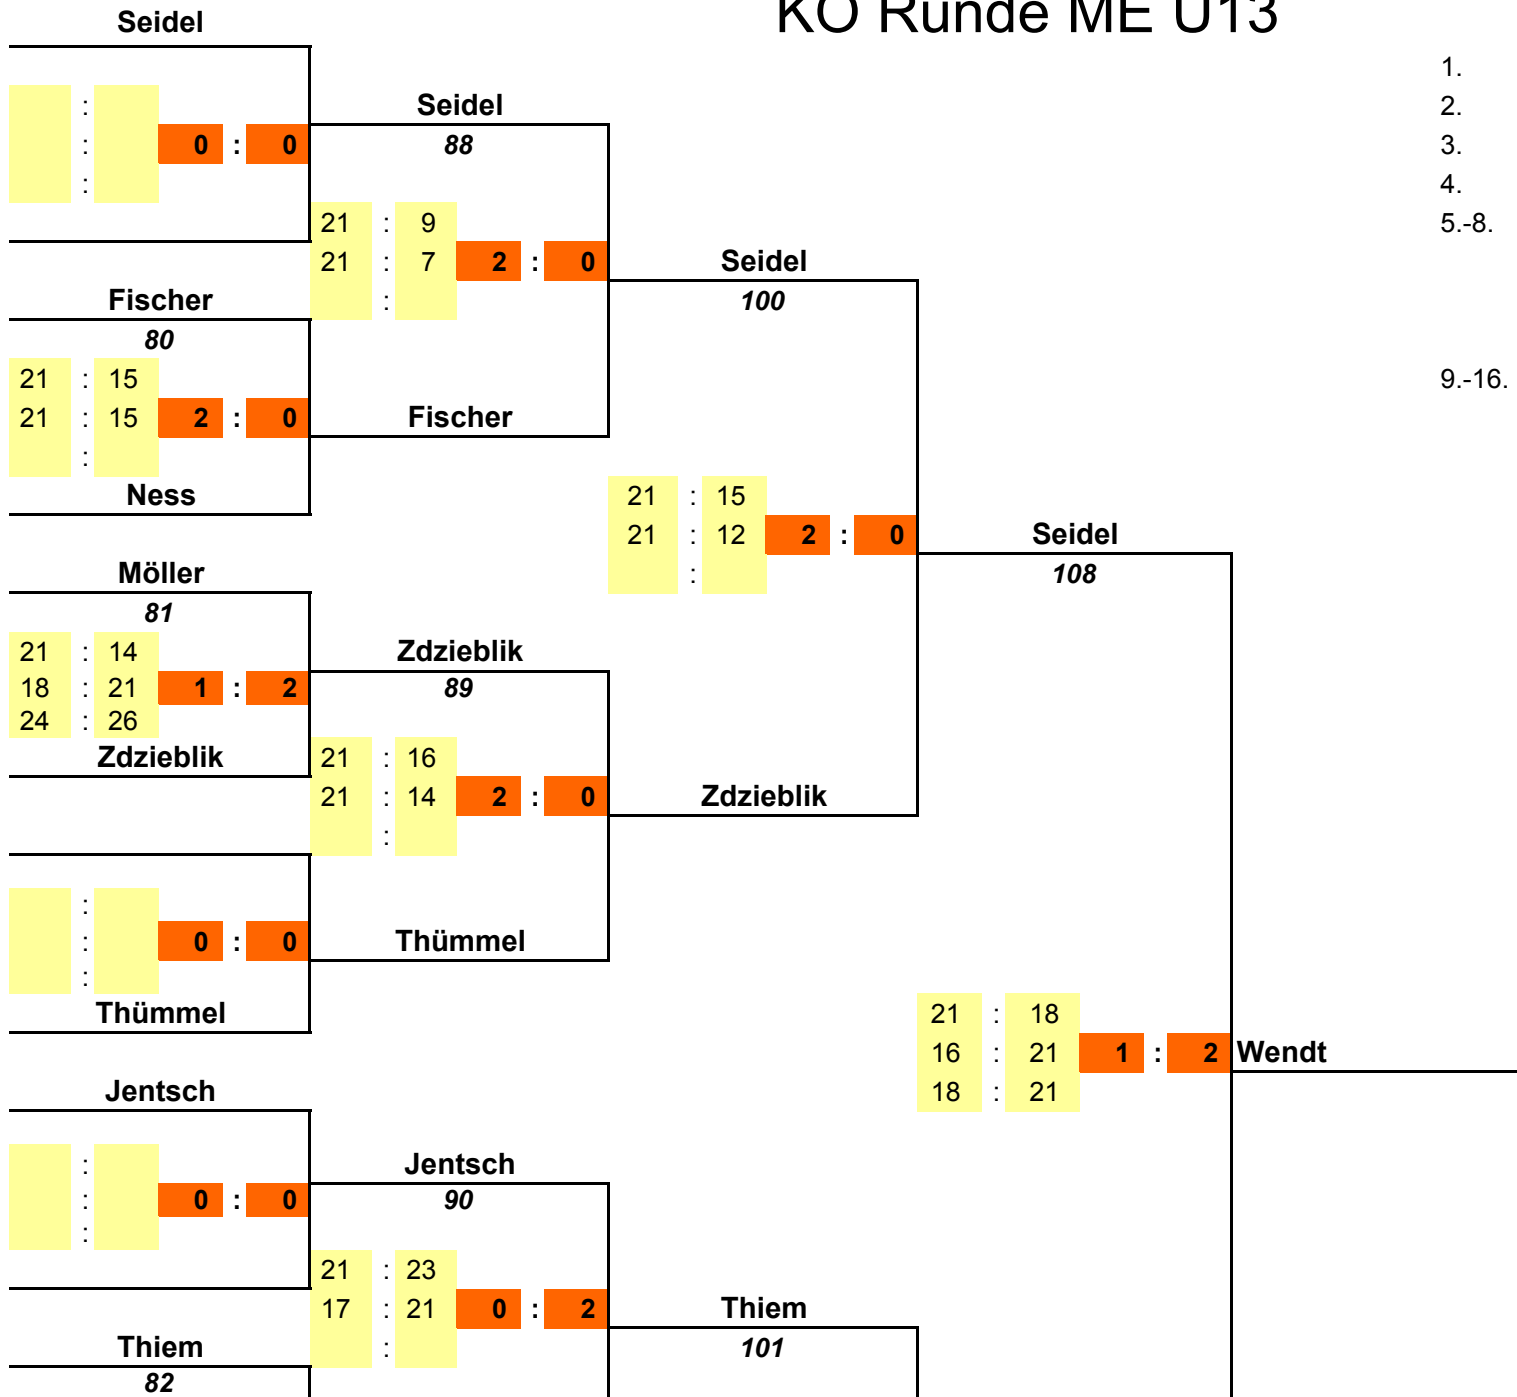 KO Runde ME U13
Seidel
1.
: Seidel 2.
: 0 : 0 88 3.
: 4.
21 : 9 5.-8.
21 : 7 2 : 0 Seidel
Fischer : 100
80
21 : 15 9.-16.
21 : 15 2 : 0 Fischer
:
Ness 21 : 15
21 : 12 2 : 0 Seidel
Möller : 108
81
21 : 14 Zdzieblik
18 : 21 1 : 2 89
24 : 26
Zdzieblik 21 : 16
21 : 14 2 : 0 Zdzieblik
:
:
: 0 : 0 Thümmel
:
Thümmel 21 : 18
16 : 21 1 : 2 Wendt
Jentsch 18 : 21
: Jentsch
: 0 : 0 90
:
21 : 23
17 : 21 0 : 2 Thiem
Thiem : 101
82